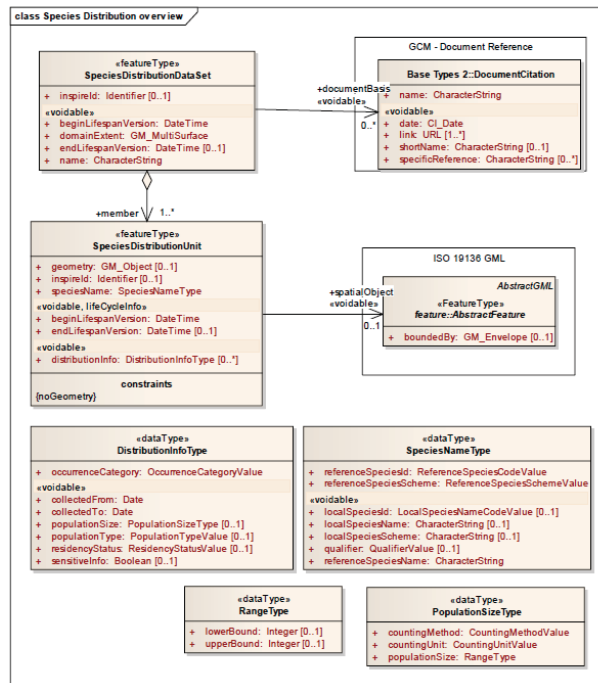 class Species Distribution overview
«featureType»
SpeciesDistributionDataSet
+ inspireId: Identifier [0..1]
«voidable»
+ beginLifespanVersion: DateTime
+ domainExtent: GM_MultiSurface
+ endLifespanVersion: DateTime [0..1]
+ name: CharacterString
+documentBasis
«voidable»
0..*
GCM - Document Reference
Base Types 2::DocumentCitation
+ name: CharacterString
«voidable»
+ date: CI_Date
+ link: URL [1..*]
+ shortName: CharacterString [0..1]
+ specificReference: CharacterString [0..*]
+member
1..*
«featureType»
SpeciesDistributionUnit
+ geometry: GM_Object [0..1]
+ inspireId: Identifier [0..1]
+ speciesName: SpeciesNameType
«voidable, lifeCycleInfo»
+ beginLifespanVersion: DateTime
+ endLifespanVersion: DateTime [0..1]
«voidable»
+ distributionInfo: DistributionInfoType [0..*]
constraints
{noGeometry}
+spatialObject
«voidable»
0..1
ISO 19136 GML
AbstractGML
«FeatureType»
feature::AbstractFeature
+ boundedBy: GM_Envelope [0..1]
«dataType»
DistributionInfoType
+ occurrenceCategory: OccurrenceCategoryValue
«voidable»
+ collectedFrom: Date
+ collectedTo: Date
+ populationSize: PopulationSizeType [0..1]
+ populationType: PopulationTypeValue [0..1]
+ residencyStatus: ResidencyStatusValue [0..1]
+ sensitiveInfo: Boolean [0..1]
«dataType»
SpeciesNameType
+ referenceSpeciesId: ReferenceSpeciesCodeValue
+ referenceSpeciesScheme: ReferenceSpeciesSchemeValue
«voidable»
+ localSpeciesId: LocalSpeciesNameCodeValue [0..1]
+ localSpeciesName: CharacterString [0..1]
+ localSpeciesScheme: CharacterString [0..1]
+ qualifier: QualifierValue [0..1]
+ referenceSpeciesName: CharacterString
«dataType»
RangeType
+ lowerBound: Integer [0..1]
+ upperBound: Integer [0..1]
«dataType»
PopulationSizeType
+ countingMethod: CountingMethodValue
+ countingUnit: CountingUnitValue
+ populationSize: RangeType